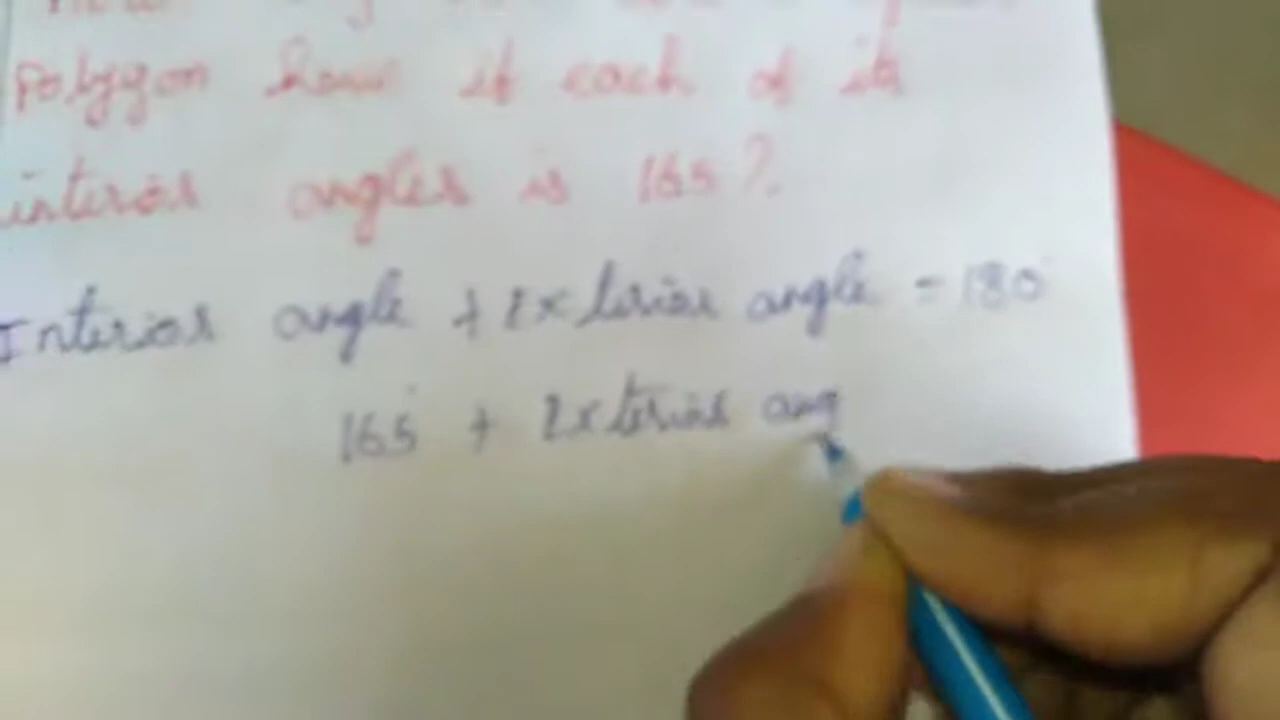 polygon have if each of its
interior angles is 165?
Interior angle + Exterior angle = 180°
165° + Exterior ang